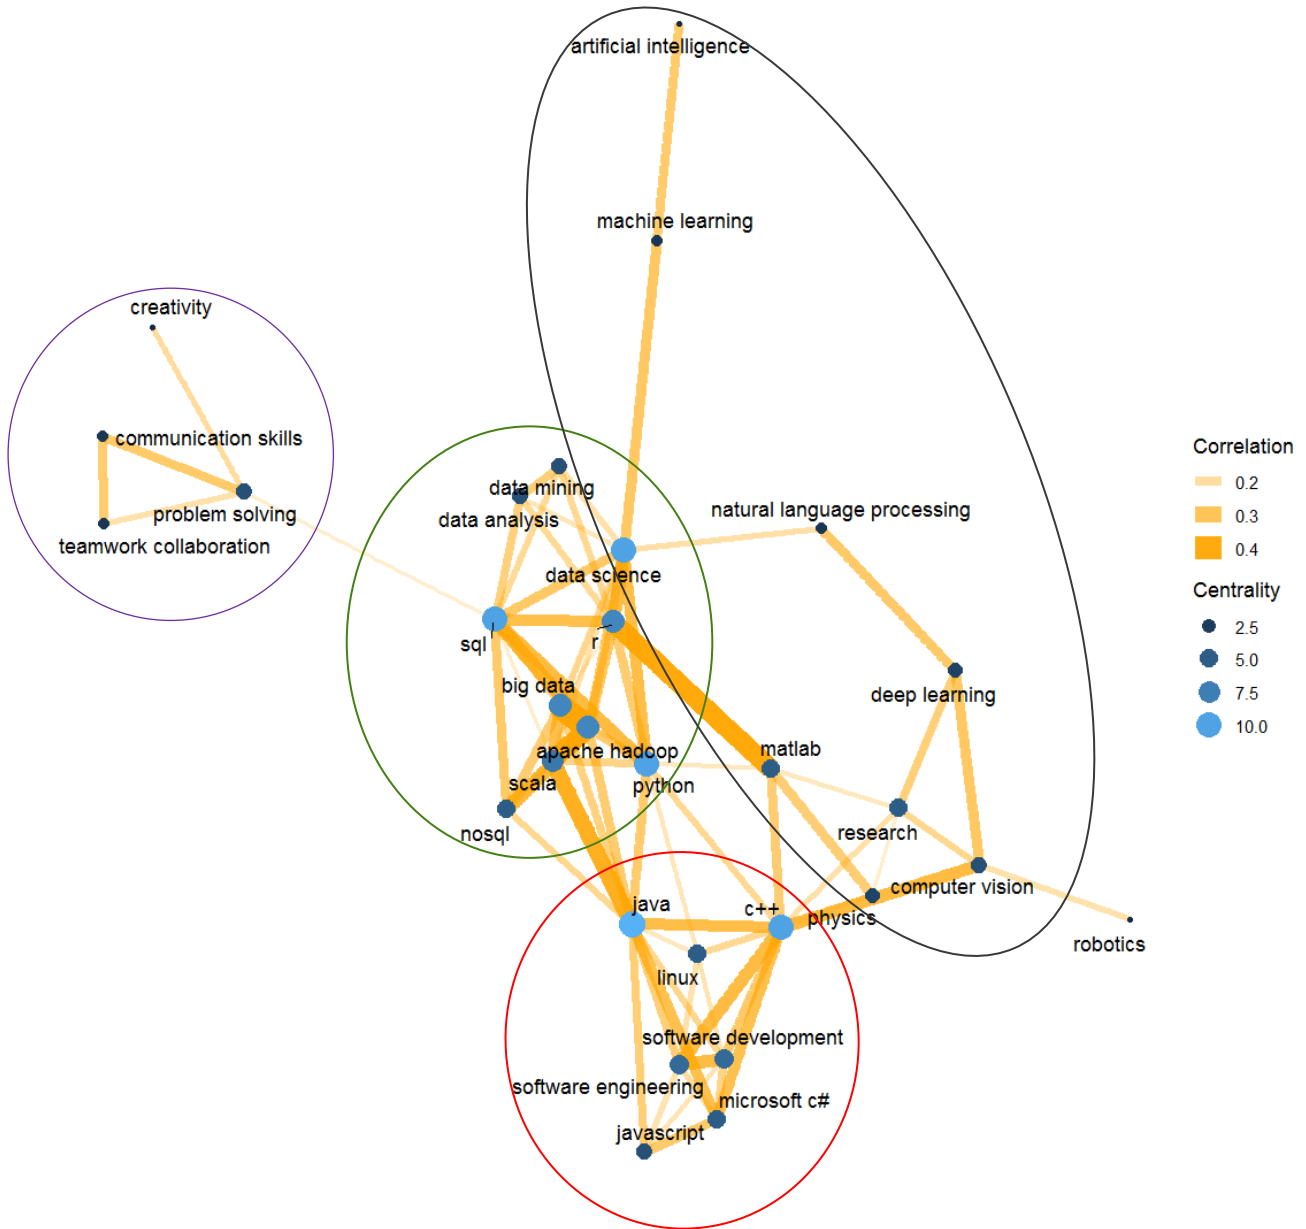 artificial intelligence
machine learning
creativity
communication skills
problem solving
teamwork collaboration
data mining
data analysis
natural language processing
data science
sql
r
big data
deep learning
apache hadoop
matlab
scala
python
nosql
research
computer vision
java
c++
physics
robotics
linux
software development
software engineering
microsoft c#
javascript
Correlation
0.2
0.3
0.4
Centrality
2.5
5.0
7.5
10.0